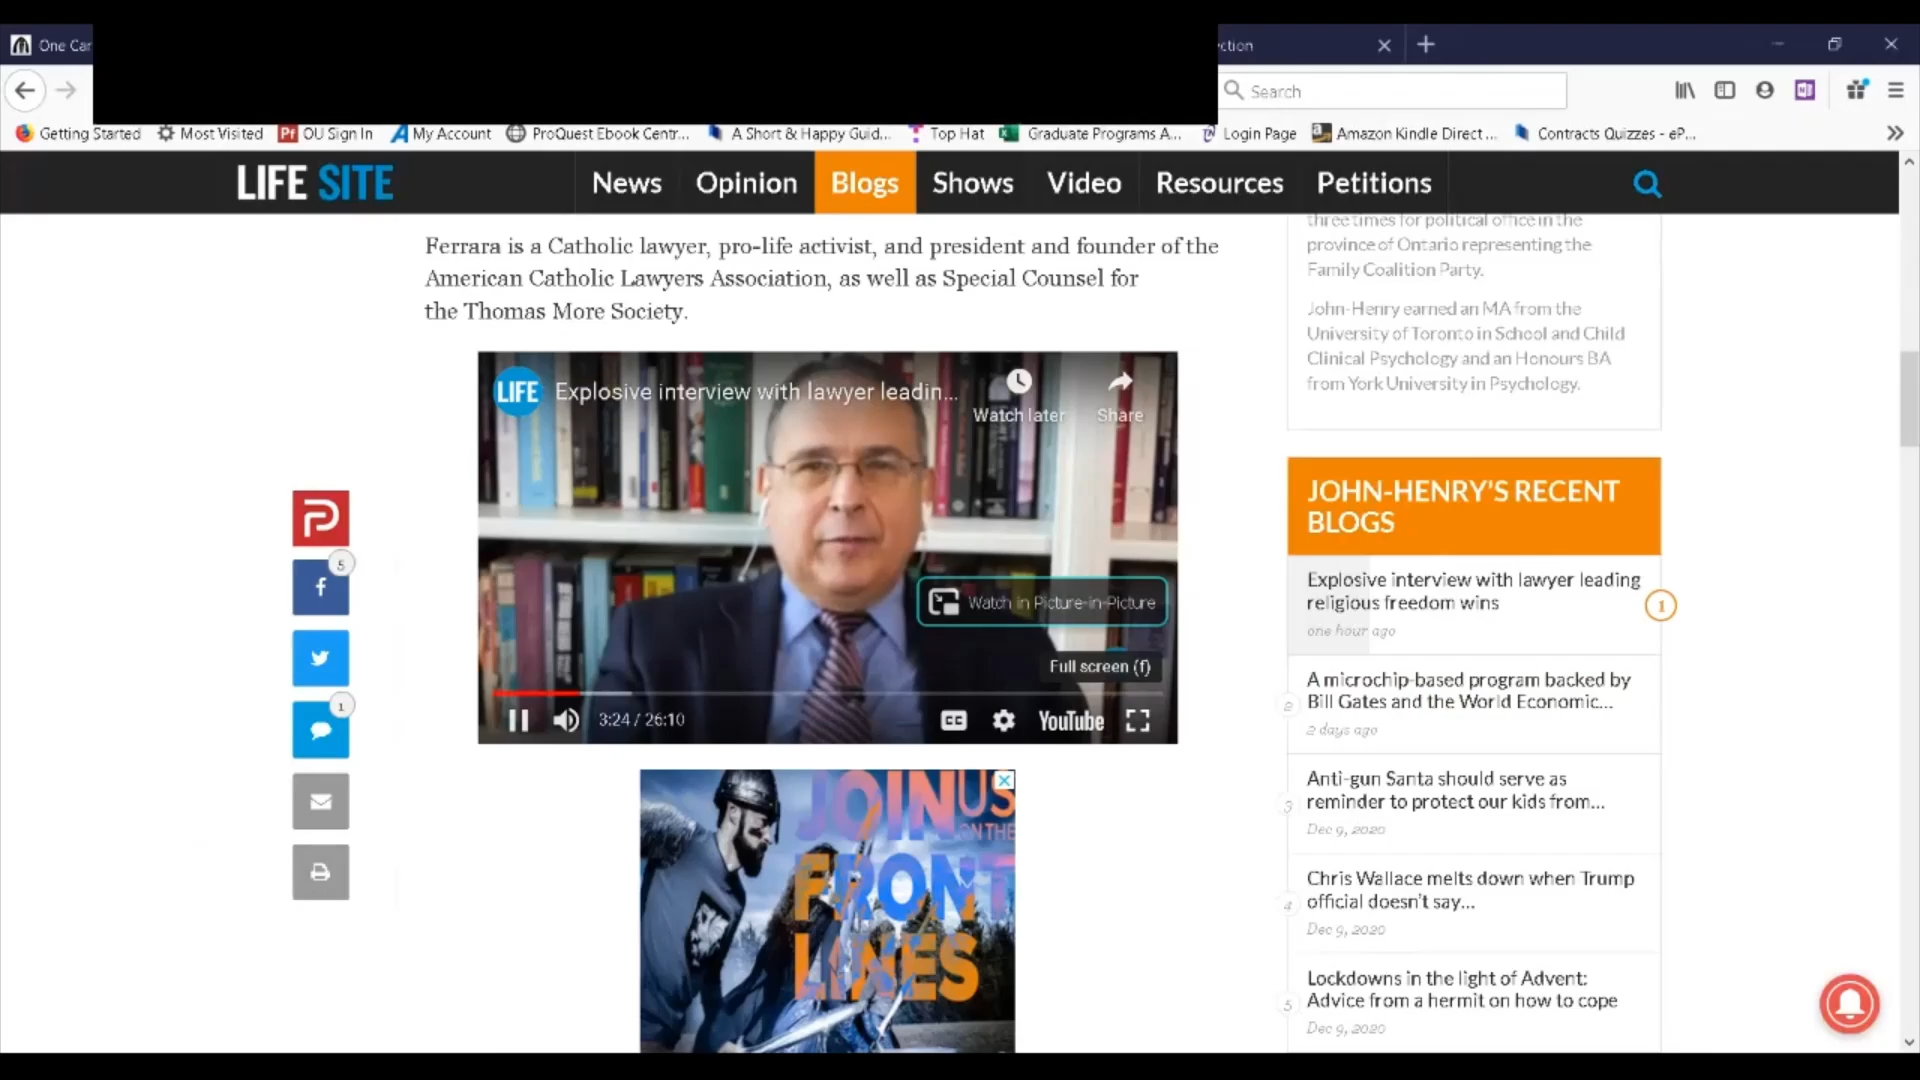 One Car
ction
Search
Getting Started
Most Visited
OU Sign In
My Account
ProQuest Ebook Centr...
A Short & Happy Guid...
Top Hat
Graduate Programs A...
Login Page
Amazon Kindle Direct ...
Contracts Quizzes - eP...
LIFE SITE
News
Opinion
Blogs
Shows
Video
Resources
Petitions
Ferrara is a Catholic lawyer, pro-life activist, and president and founder of the
American Catholic Lawyers Association, as well as Special Counsel for
the Thomas More Society.
LIFE
Explosive interview with lawyer leadin...
Watch later
Share
Watch in Picture-in-Picture
Full screen (f)
3:24 / 26:10
CC
YouTube
5
1
JOIN US
ON THE
FRONT
LINES
three times for political office in the
province of Ontario representing the
Family Coalition Party.
John-Henry earned an MA from the
University of Toronto in School and Child
Clinical Psychology and an Honours BA
from York University in Psychology.
JOHN-HENRY'S RECENT
BLOGS
Explosive interview with lawyer leading
religious freedom wins
one hour ago
1
A microchip-based program backed by
Bill Gates and the World Economic...
2 days ago
2
Anti-gun Santa should serve as
reminder to protect our kids from...
Dec 9, 2020
3
Chris Wallace melts down when Trump
official doesn't say...
Dec 9, 2020
4
Lockdowns in the light of Advent:
Advice from a hermit on how to cope
Dec 9, 2020
5